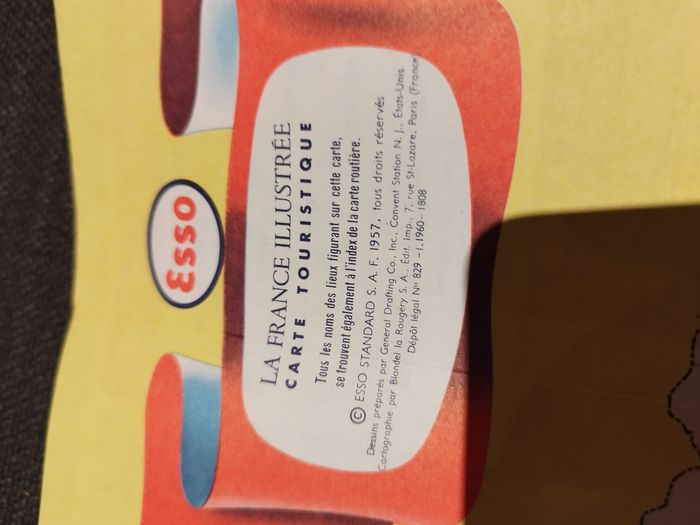 Esso
LA FRANCE ILLUSTRÉE
CARTE TOURISTIQUE
Tous les noms des lieux figurant sur cette carte,
se trouvent également à l'index de la carte routière.
© ESSO STANDARD S. A. F. 1957, tous droits réservés
Dessins préparés par General Drafting Co., Inc., Convent Station N. J., États-Unis
Cartographie par Blondel la Rougery S. A., Édit. Imp., 7, rue St-Lazare, Paris (France
Dépôt légal Nº 829 - I.1960 - 1808